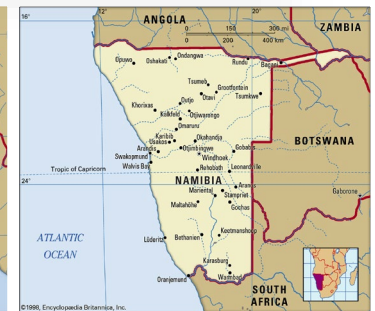 12°
20°
16°
ANGOLA
ZAMBIA
0 150 300 mi
0 200 400 km
Opuwo
Oshakati
Ondangwa
Rundu
Bagani
Tsumeb
Grootfontein
Otavi
Tsumkwe
Outjo
Khorixas
Otjiwarongo
Kalkfeld
Omaruru
Karibib
Okahandja
Usakos
Otjimbingwe
Gobabis
BOTSWANA
Arandis
Swakopmund
Windhoek
Walvis Bay
Rehoboth
Leonardville
Tropic of Capricorn
NAMIBIA
24°
Aranos
Mariental
Stampriet
Gaborone
Maltahöhe
Gochas
ATLANTIC
OCEAN
Lüderitz
Bethanien
Keetmanshoop
Karasburg
Warmbad
Oranjemund
SOUTH
AFRICA
©1998, Encyclopædia Britannica, Inc.